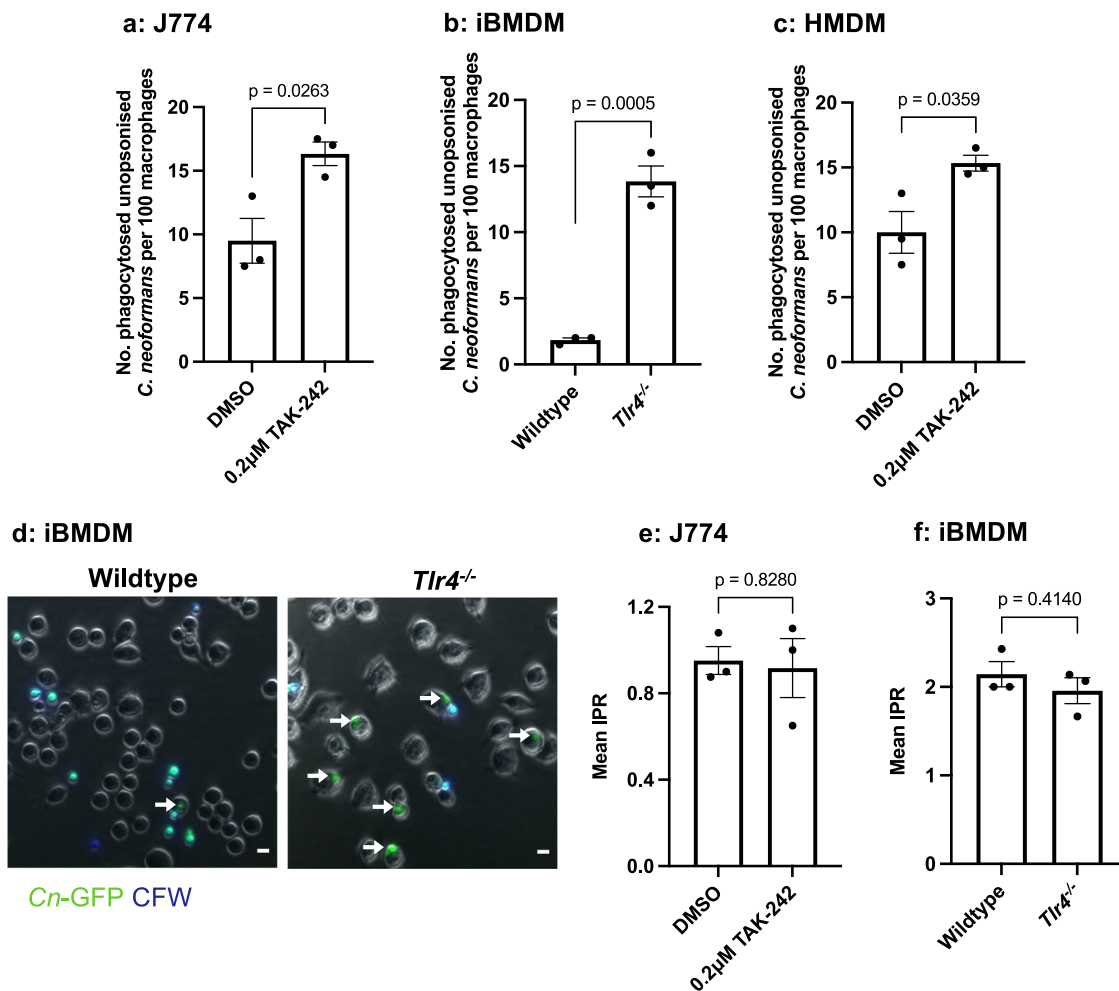 a: J774
No. phagocytosed unopsonised
C. neoformans per 100 macrophages
p = 0.0263
20
15
10
5
0
DMSO
0.2µM TAK-242
b: iBMDM
No. phagocytosed unopsonised
C. neoformans per 100 macrophages
p = 0.0005
20
15
10
5
0
Wildtype
Tlr4-/-
c: HMDM
No. phagocytosed unopsonised
C. neoformans per 100 macrophages
p = 0.0359
20
15
10
5
0
DMSO
0.2µM TAK-242
d: iBMDM
Wildtype
Tlr4-/-
Cn-GFP CFW
e: J774
Mean IPR
p = 0.8280
1.2
0.8
0.4
0.0
DMSO
0.2µM TAK-242
f: iBMDM
Mean IPR
p = 0.4140
3
2
1
0
Wildtype
Tlr4-/-